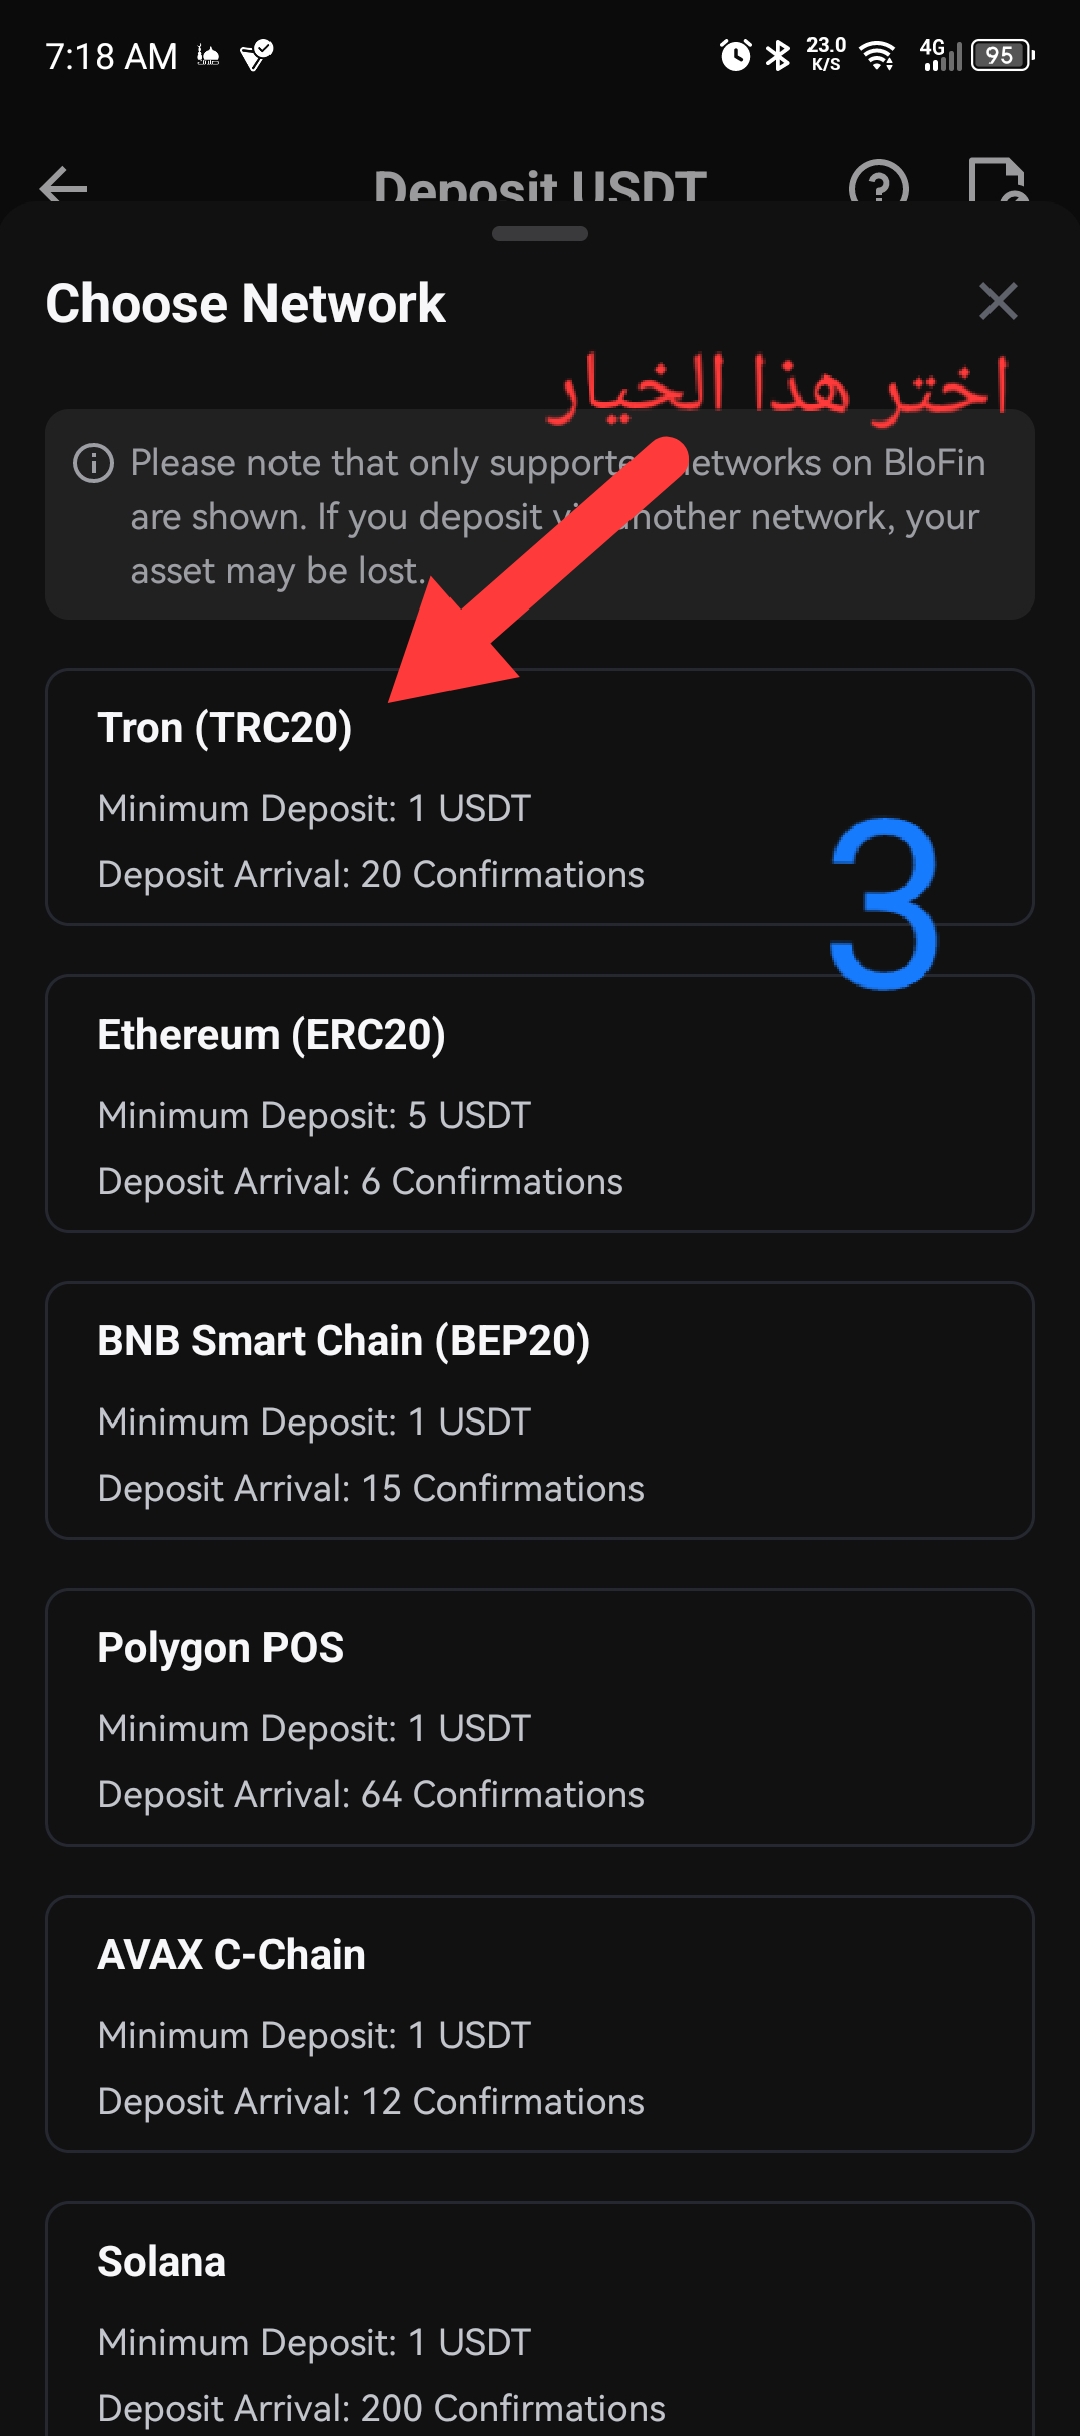 7:18 AM
23.0
K/S
4G
95
Deposit USDT
Choose Network
اختر هذا الخيار
Please note that only supporte etworks on BloFin
are shown. If you deposit vi nother network, your
asset may be lost.
Tron (TRC20)
Minimum Deposit: 1 USDT
Deposit Arrival: 20 Confirmations
3
Ethereum (ERC20)
Minimum Deposit: 5 USDT
Deposit Arrival: 6 Confirmations
BNB Smart Chain (BEP20)
Minimum Deposit: 1 USDT
Deposit Arrival: 15 Confirmations
Polygon POS
Minimum Deposit: 1 USDT
Deposit Arrival: 64 Confirmations
AVAX C-Chain
Minimum Deposit: 1 USDT
Deposit Arrival: 12 Confirmations
Solana
Minimum Deposit: 1 USDT
Deposit Arrival: 200 Confirmations